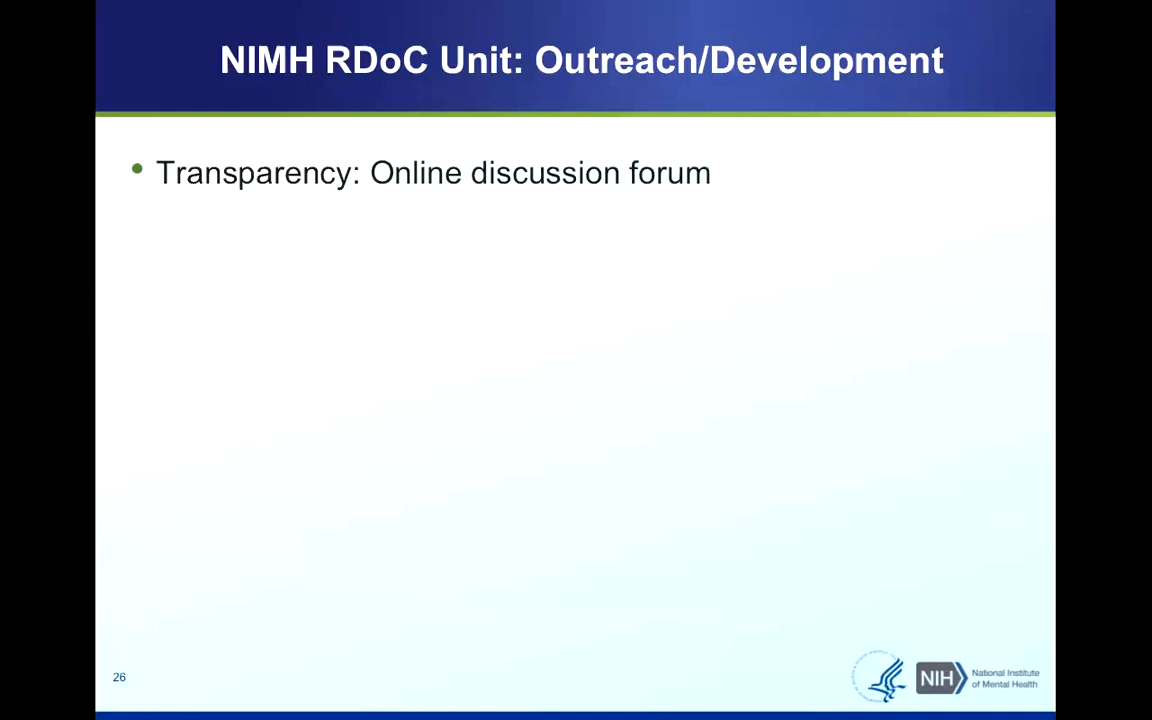 NIMH RDoC Unit: Outreach/Development
• Transparency: Online discussion forum
26
NIH
National Institute
of Mental Health